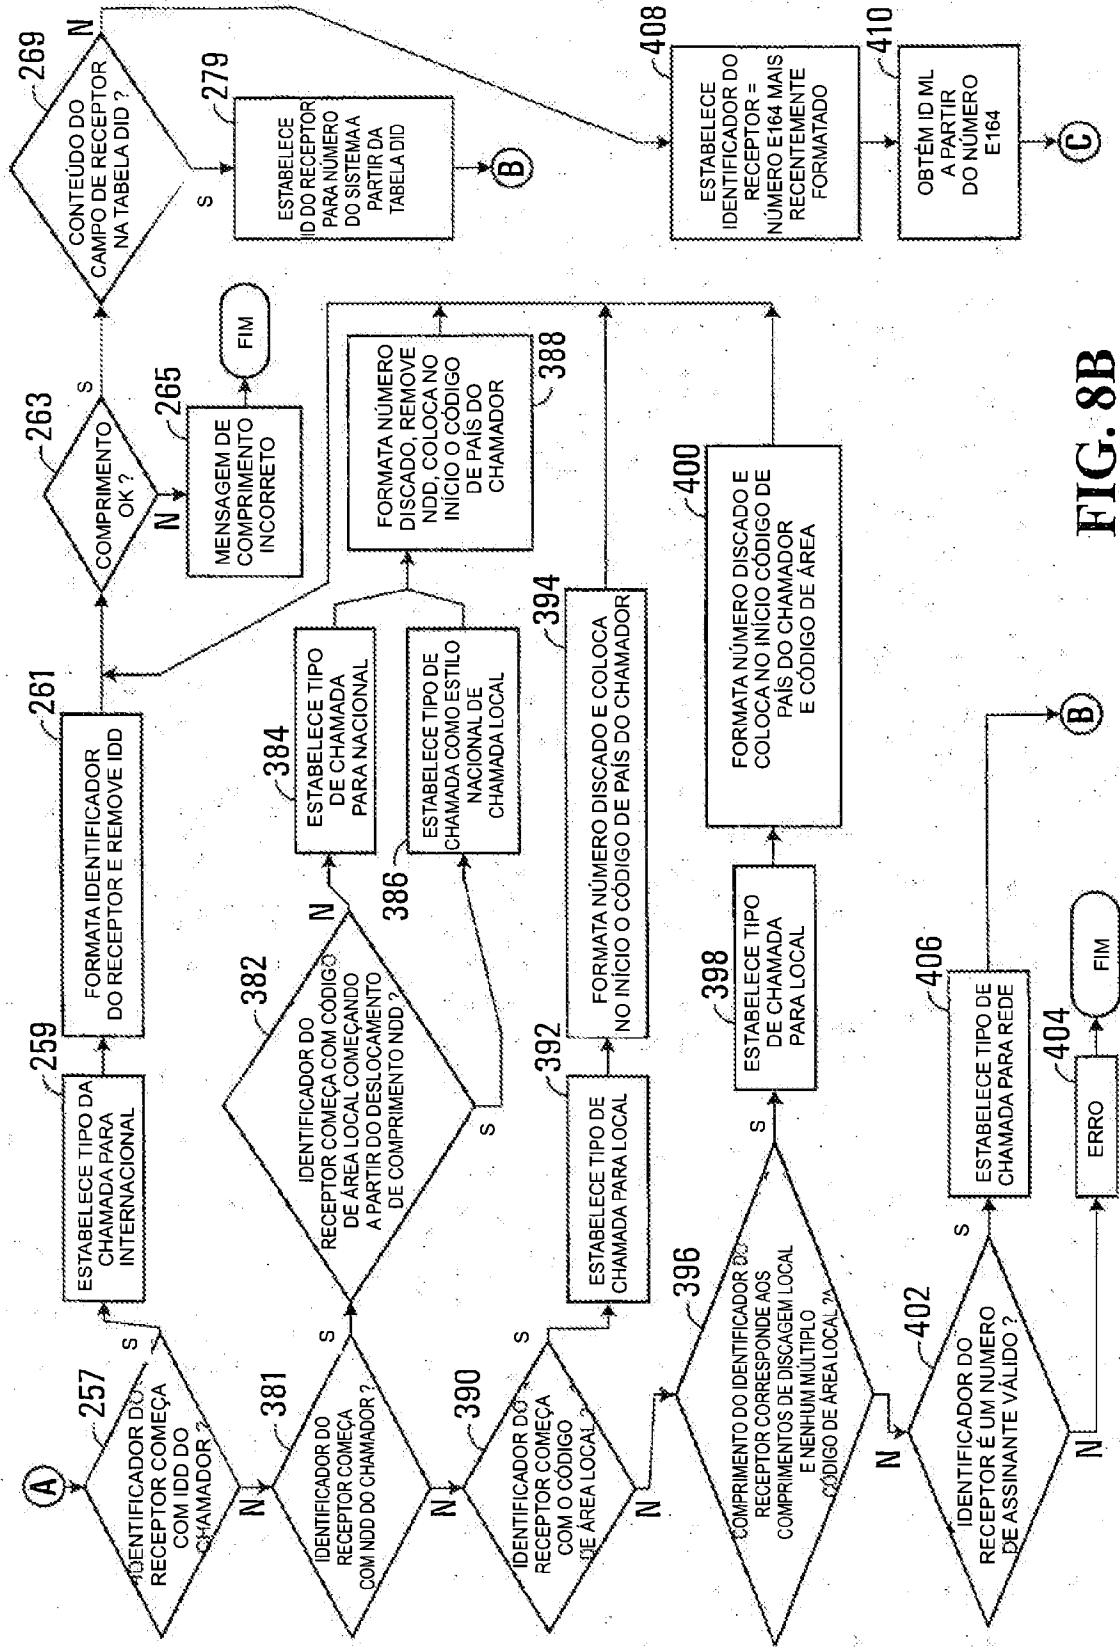 A
257
IDENTIFICADOR DO
RECEPTOR COMEÇA
COM IDD DO
CHAMADOR ?
S
N
259
ESTABELECE TIPO DA
CHAMADA PARA
INTERNACIONAL
261
FORMATA IDENTIFICADOR
DO RECEPTOR E REMOVE IDD
263
COMPRIMENTO
OK ?
S
N
265
MENSAGEM DE
COMPRIMENTO
INCORRETO
FIM
269
CONTEÚDO DO
CAMPO DE RECEPTOR
NA TABELA DID ?
N
S
279
ESTABELECE
ID DO RECEPTOR
PARA NÚMERO
DO SISTEMA A
PARTIR DA
TABELA DID
B
381
IDENTIFICADOR DO
RECEPTOR COMEÇA
COM NDD DO CHAMADOR ?
S
N
382
IDENTIFICADOR DO
RECEPTOR COMEÇA COM CÓDIGO
DE ÁREA LOCAL COMEÇANDO
A PARTIR DO DESLOCAMENTO
DE COMPRIMENTO NDD ?
N
S
384
ESTABELECE TIPO
DE CHAMADA
PARA NACIONAL
386
ESTABELECE TIPO DE
CHAMADA COMO ESTILO
NACIONAL DE
CHAMADA LOCAL
388
FORMATA NÚMERO
DISCADO, REMOVE
NDD, COLOCA NO
INÍCIO O CÓDIGO
DE PAÍS DO
CHAMADOR
390
IDENTIFICADOR DO
RECEPTOR COMEÇA
COM O CÓDIGO
DE ÁREA LOCAL ?
S
N
392
ESTABELECE TIPO DE
CHAMADA PARA LOCAL
394
FORMATA NÚMERO DISCADO E COLOCA
NO INÍCIO O CÓDIGO DE PAÍS DO CHAMADOR
396
COMPRIMENTO DO IDENTIFICADOR DO
RECEPTOR CORRESPONDE AOS
COMPRIMENTOS DE DISCAGEM LOCAL
E NENHUM MÚLTIPLO
CÓDIGO DE ÁREA LOCAL ?
S
N
398
ESTABELECE TIPO
DE CHAMADA
PARA LOCAL
400
FORMATA NÚMERO DISCADO E
COLOCA NO INÍCIO CÓDIGO DE
PAÍS DO CHAMADOR
E CÓDIGO DE ÁREA
402
IDENTIFICADOR DO
RECEPTOR É UM NÚMERO
DE ASSINANTE VÁLIDO ?
S
N
406
ESTABELECE TIPO DE
CHAMADA PARA REDE
B
404
ERRO
FIM
408
ESTABELECE
IDENTIFICADOR DO
RECEPTOR =
NÚMERO E164 MAIS
RECENTEMENTE
FORMATADO
410
OBTÉM ID ML
A PARTIR
DO NÚMERO
E164
C
FIG. 8B